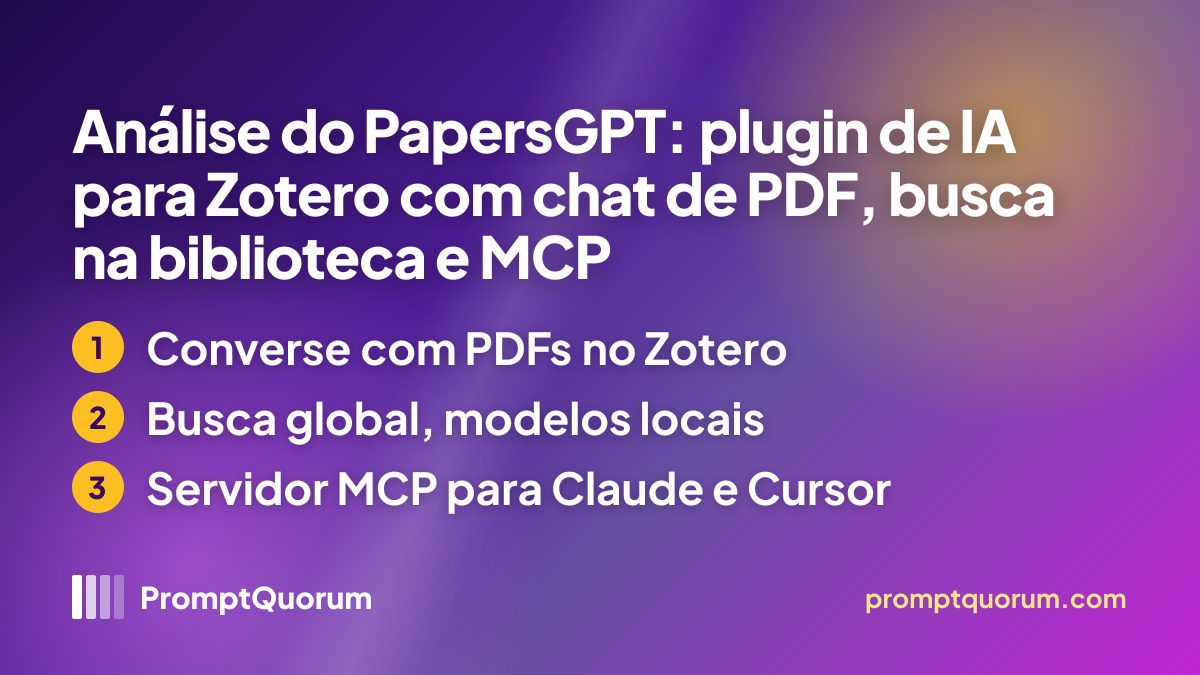 Análise do PapersGPT: plugin de IA
para Zotero com chat de PDF, busca
na biblioteca e MCP
1 Converse com PDFs no Zotero
2 Busca global, modelos locais
3 Servidor MCP para Claude e Cursor
PromptQuorum
promptquorum.com